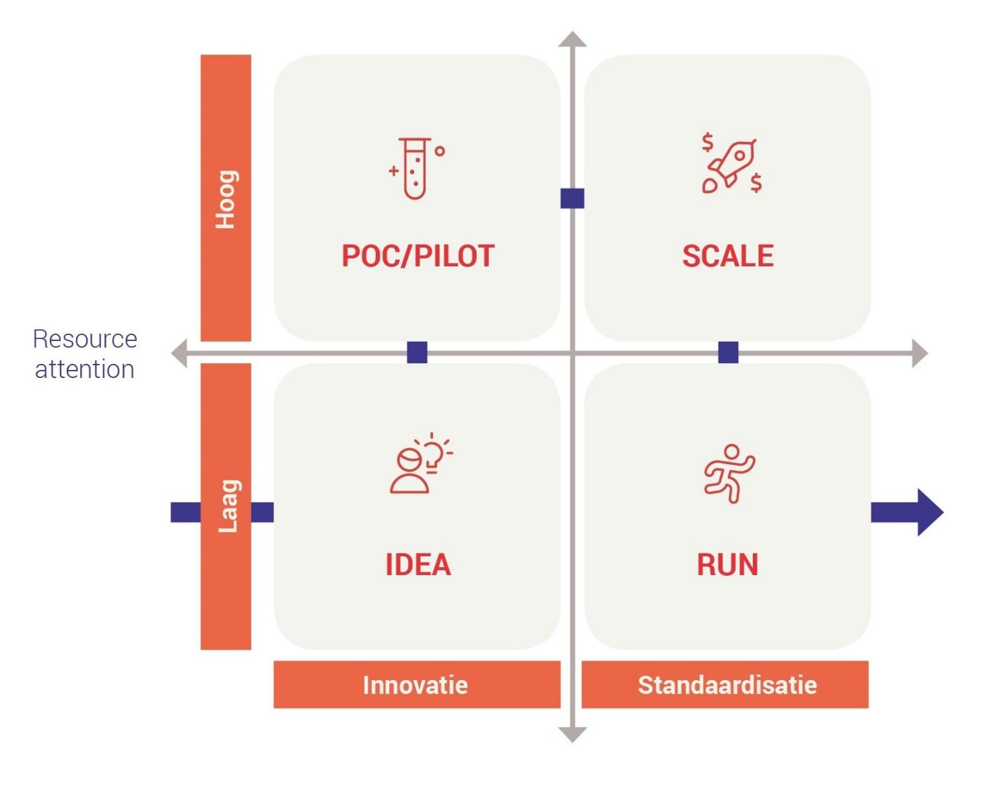 Hoog
POC/PILOT
SCALE
$
$
Resource
attention
Laag
IDEA
RUN
Innovatie
Standaardisatie